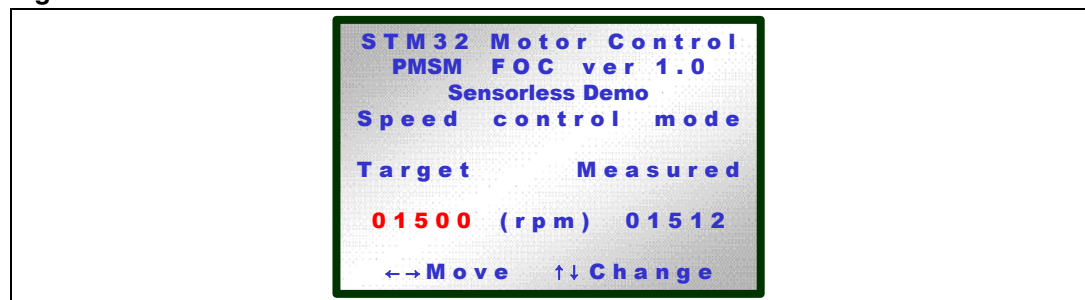 STM32 Motor Control
PMSM FOC ver 1.0
Sensorless Demo
Speed control mode
Target Measured
01500 (rpm) 01512
←→Move ↑↓Change